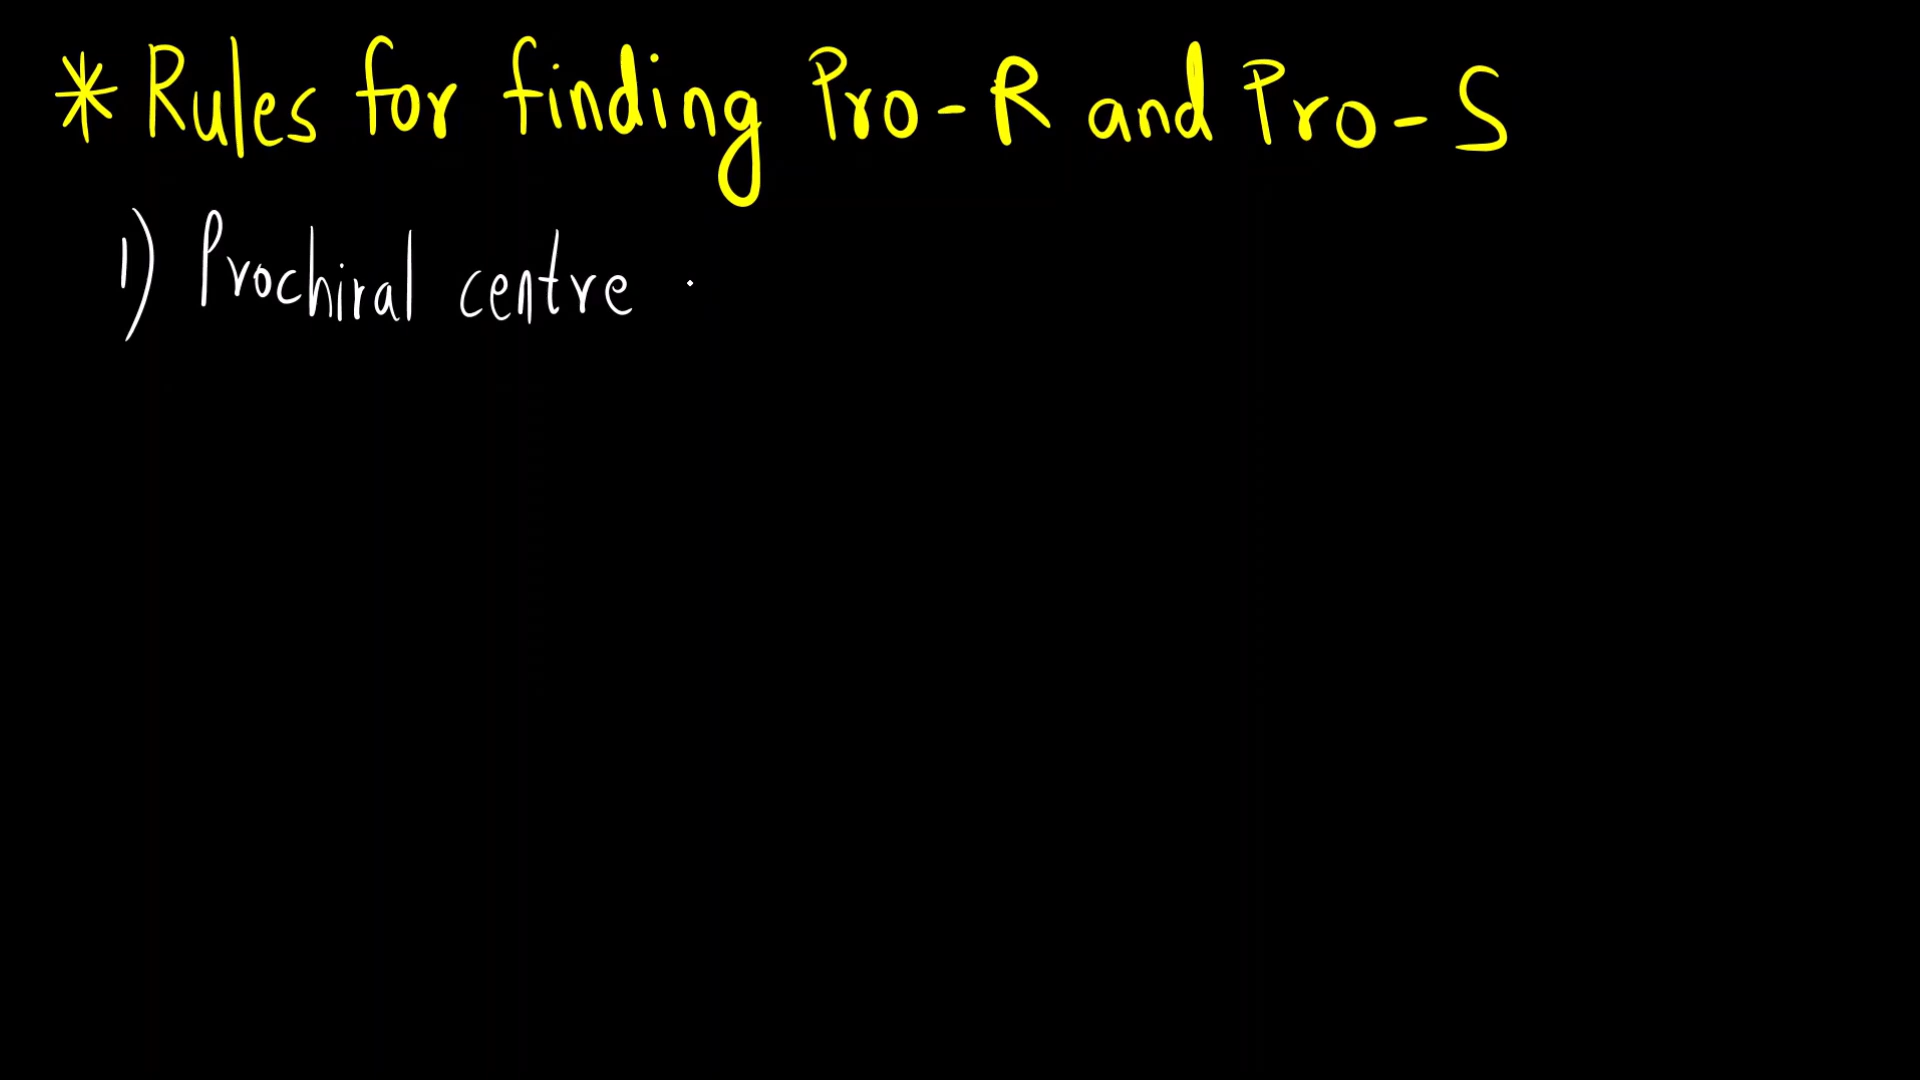 * Rules for finding Pro-R and Pro-S
1) Prochiral centre